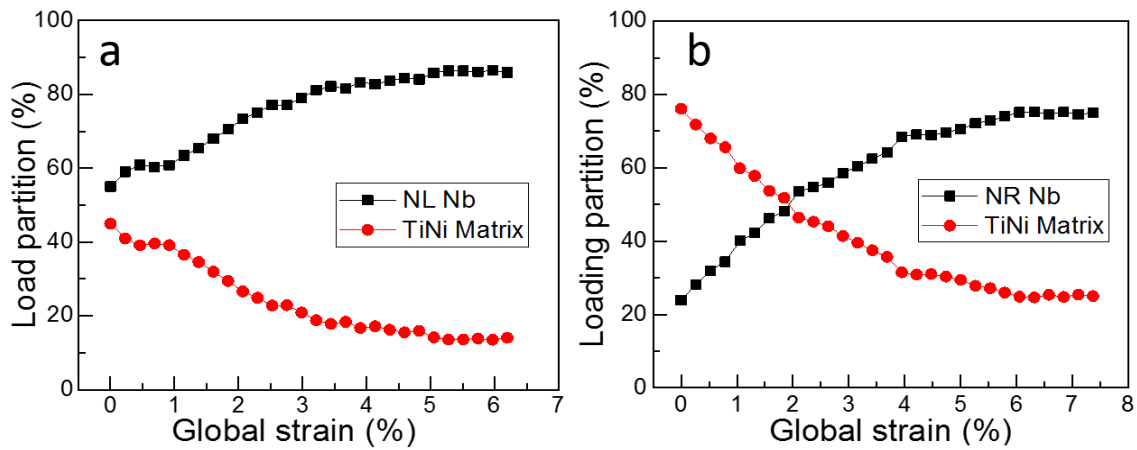 a
Load partition (%)
100
80
60
40
20
0
NL Nb
TiNi Matrix
0 1 2 3 4 5 6 7
Global strain (%)
b
Loading partition (%)
100
80
60
40
20
0
NR Nb
TiNi Matrix
0 1 2 3 4 5 6 7 8
Global strain (%)